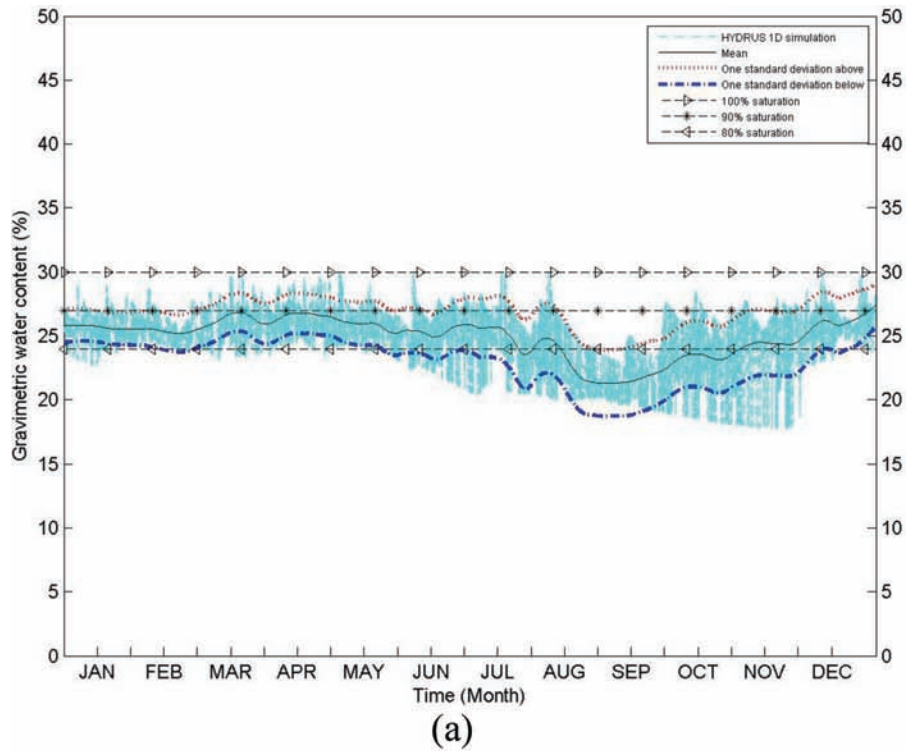 50
45
40
35
30
25
20
15
10
5
0
50
45
40
35
30
25
20
15
10
5
0
Gravimetric water content (%)
HYDRUS 1D simulation
Mean
One standard deviation above
One standard deviation below
100% saturation
90% saturation
80% saturation
JAN FEB MAR APR MAY JUN JUL AUG SEP OCT NOV DEC
Time (Month)
(a)